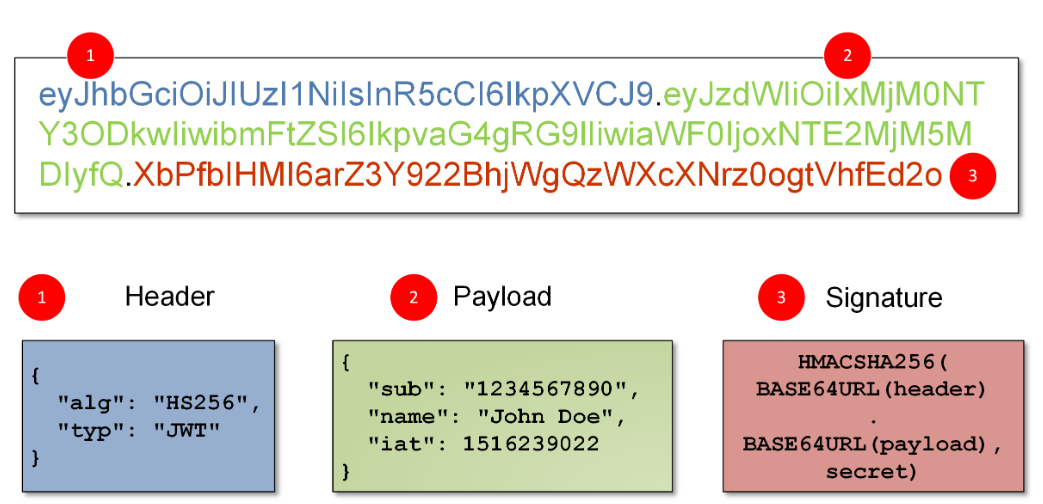 1
2
eyJhbGciOiJIUzI1NiIsInR5cCI6IkpXVCJ9.eyJzdWIiOiIxMjM0NT
Y3ODkwIiwibmFtZSI6IkpvaG4gRG9lIiwiaWF0IjoxNTE2MjM5M
DIyfQ.XbPfbIHMI6arZ3Y922BhjWgQzWXcXNrz0ogtVhfEd2o
3
1
Header
2
Payload
3
Signature
{
"alg": "HS256",
"typ": "JWT"
}
{
"sub": "1234567890",
"name": "John Doe",
"iat": 1516239022
}
HMACSHA256(
BASE64URL(header)
.
BASE64URL(payload),
secret)